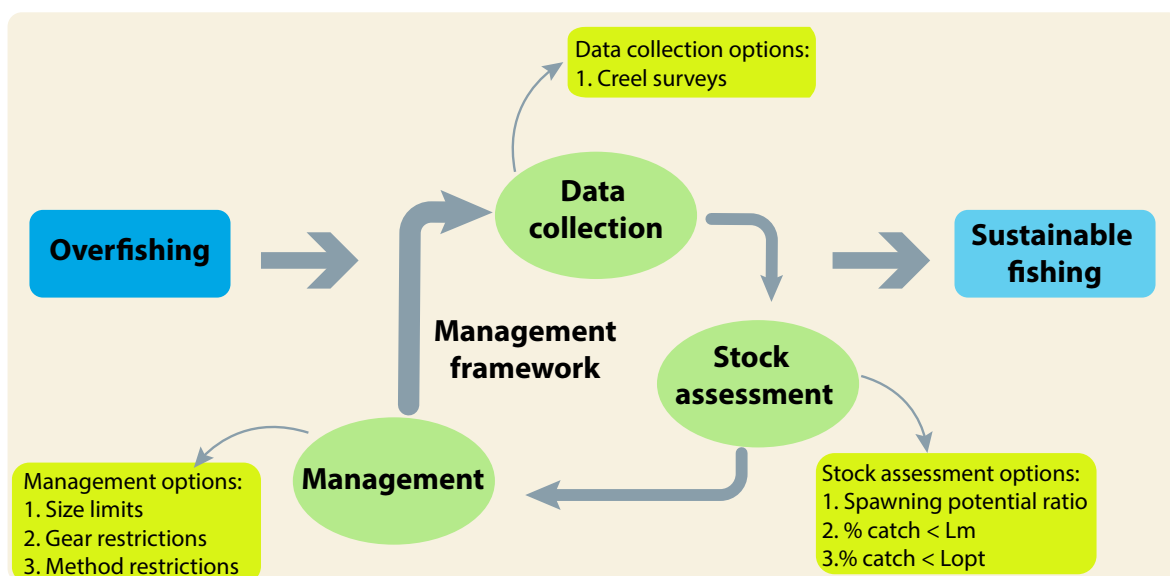 Data collection options:
1. Creel surveys
Data
collection
Overfishing
Sustainable
fishing
Management
framework
Stock
assessment
Management
Management options:
1. Size limits
2. Gear restrictions
3. Method restrictions
Stock assessment options:
1. Spawning potential ratio
2. % catch < Lm
3.% catch < Lopt